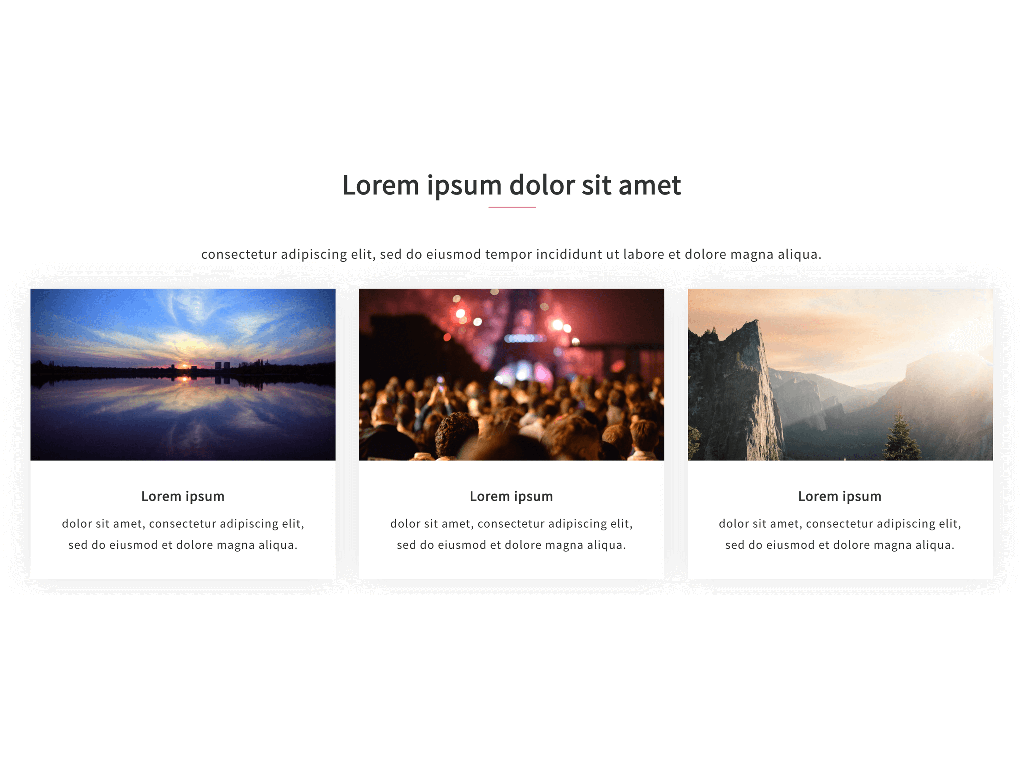 Lorem ipsum dolor sit amet
consectetur adipiscing elit, sed do eiusmod tempor incididunt ut labore et dolore magna aliqua.
Lorem ipsum
dolor sit amet, consectetur adipiscing elit,
sed do eiusmod et dolore magna aliqua.
Lorem ipsum
dolor sit amet, consectetur adipiscing elit,
sed do eiusmod et dolore magna aliqua.
Lorem ipsum
dolor sit amet, consectetur adipiscing elit,
sed do eiusmod et dolore magna aliqua.